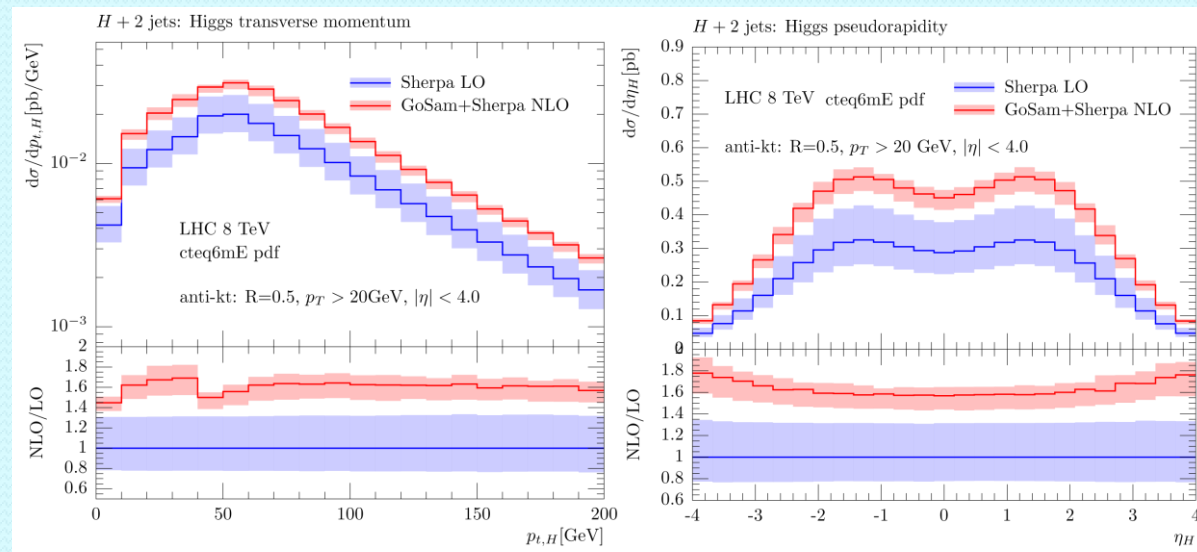 H + 2 jets: Higgs transverse momentum
dσ/dp_{t,H}[pb/GeV]
10^{−2}
10^{−3}
Sherpa LO
GoSam+Sherpa NLO
LHC 8 TeV
cteq6mE pdf
anti-kt: R=0.5, p_T > 20GeV, |η| < 4.0
NLO/LO
2
1.8
1.6
1.4
1.2
1
0.8
0.6
0 50 100 150 200
p_{t,H}[GeV]
H + 2 jets: Higgs pseudorapidity
dσ/dη_H[pb]
0.9
0.8
0.7
0.6
0.5
0.4
0.3
0.2
0.1
0
Sherpa LO
LHC 8 TeV cteq6mE pdf
GoSam+Sherpa NLO
anti-kt: R=0.5, p_T > 20 GeV, |η| < 4.0
NLO/LO
1.8
1.6
1.4
1.2
1
0.8
0.6
-4 -3 -2 -1 0 1 2 3 4
η_H